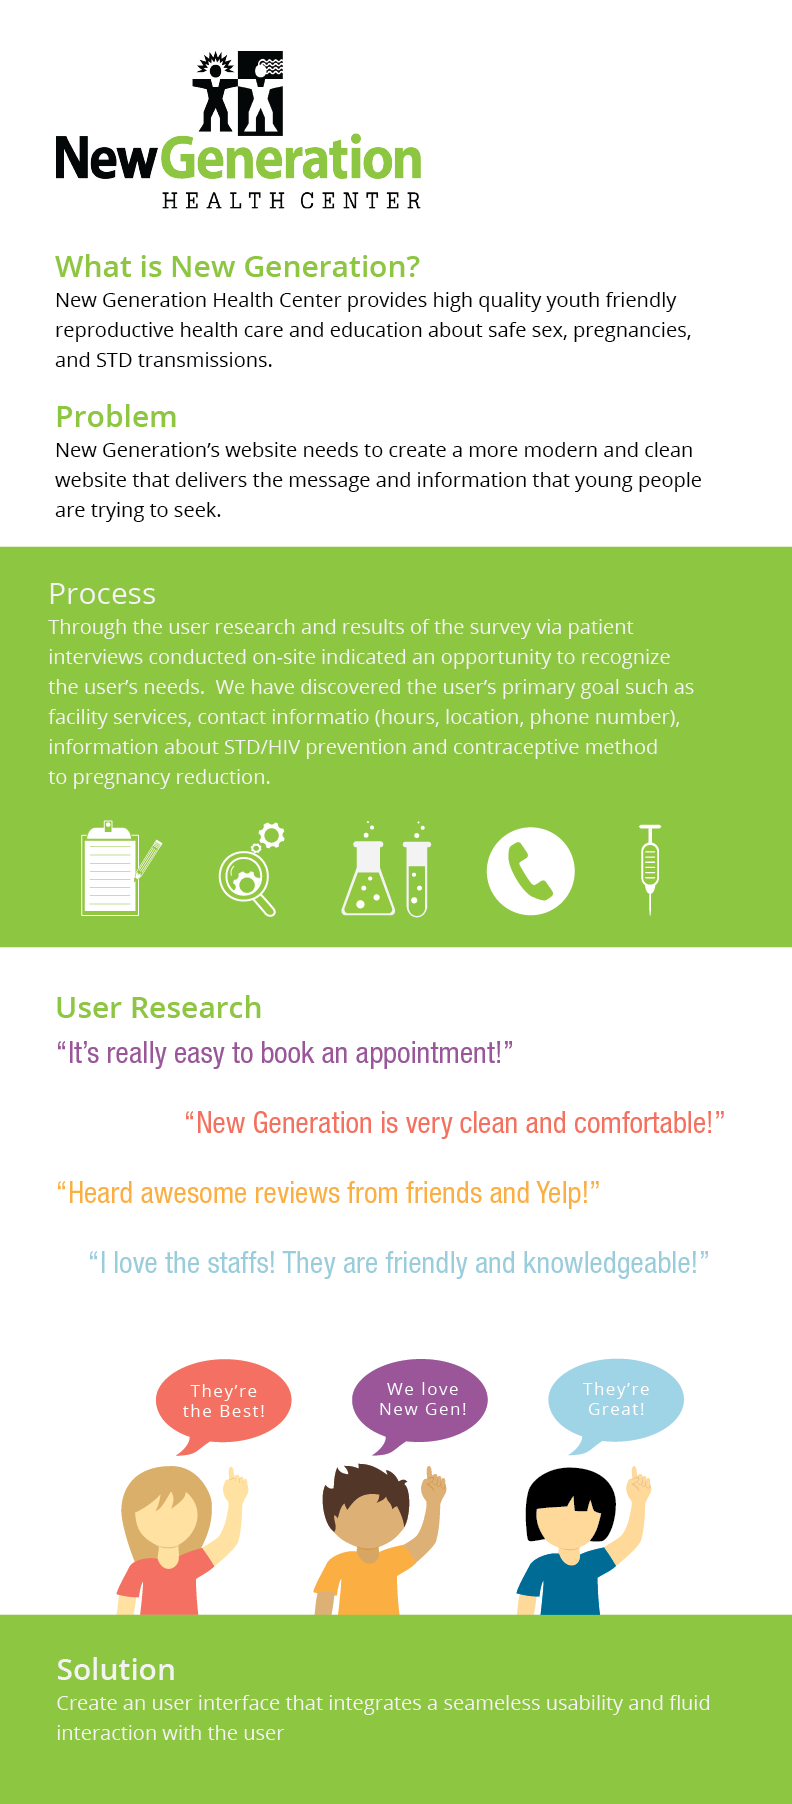 NewGeneration
HEALTH CENTER
What is New Generation?
New Generation Health Center provides high quality youth friendly
reproductive health care and education about safe sex, pregnancies,
and STD transmissions.
Problem
New Generation’s website needs to create a more modern and clean
website that delivers the message and information that young people
are trying to seek.
Process
Through the user research and results of the survey via patient
interviews conducted on-site indicated an opportunity to recognize
the user’s needs.  We have discovered the user’s primary goal such as
facility services, contact informatio (hours, location, phone number),
information about STD/HIV prevention and contraceptive method
to pregnancy reduction.
User Research
“It’s really easy to book an appointment!”
“New Generation is very clean and comfortable!”
“Heard awesome reviews from friends and Yelp!”
“I love the staffs! They are friendly and knowledgeable!”
They’re
the Best!
We love
New Gen!
They’re
Great!
Solution
Create an user interface that integrates a seameless usability and fluid
interaction with the user